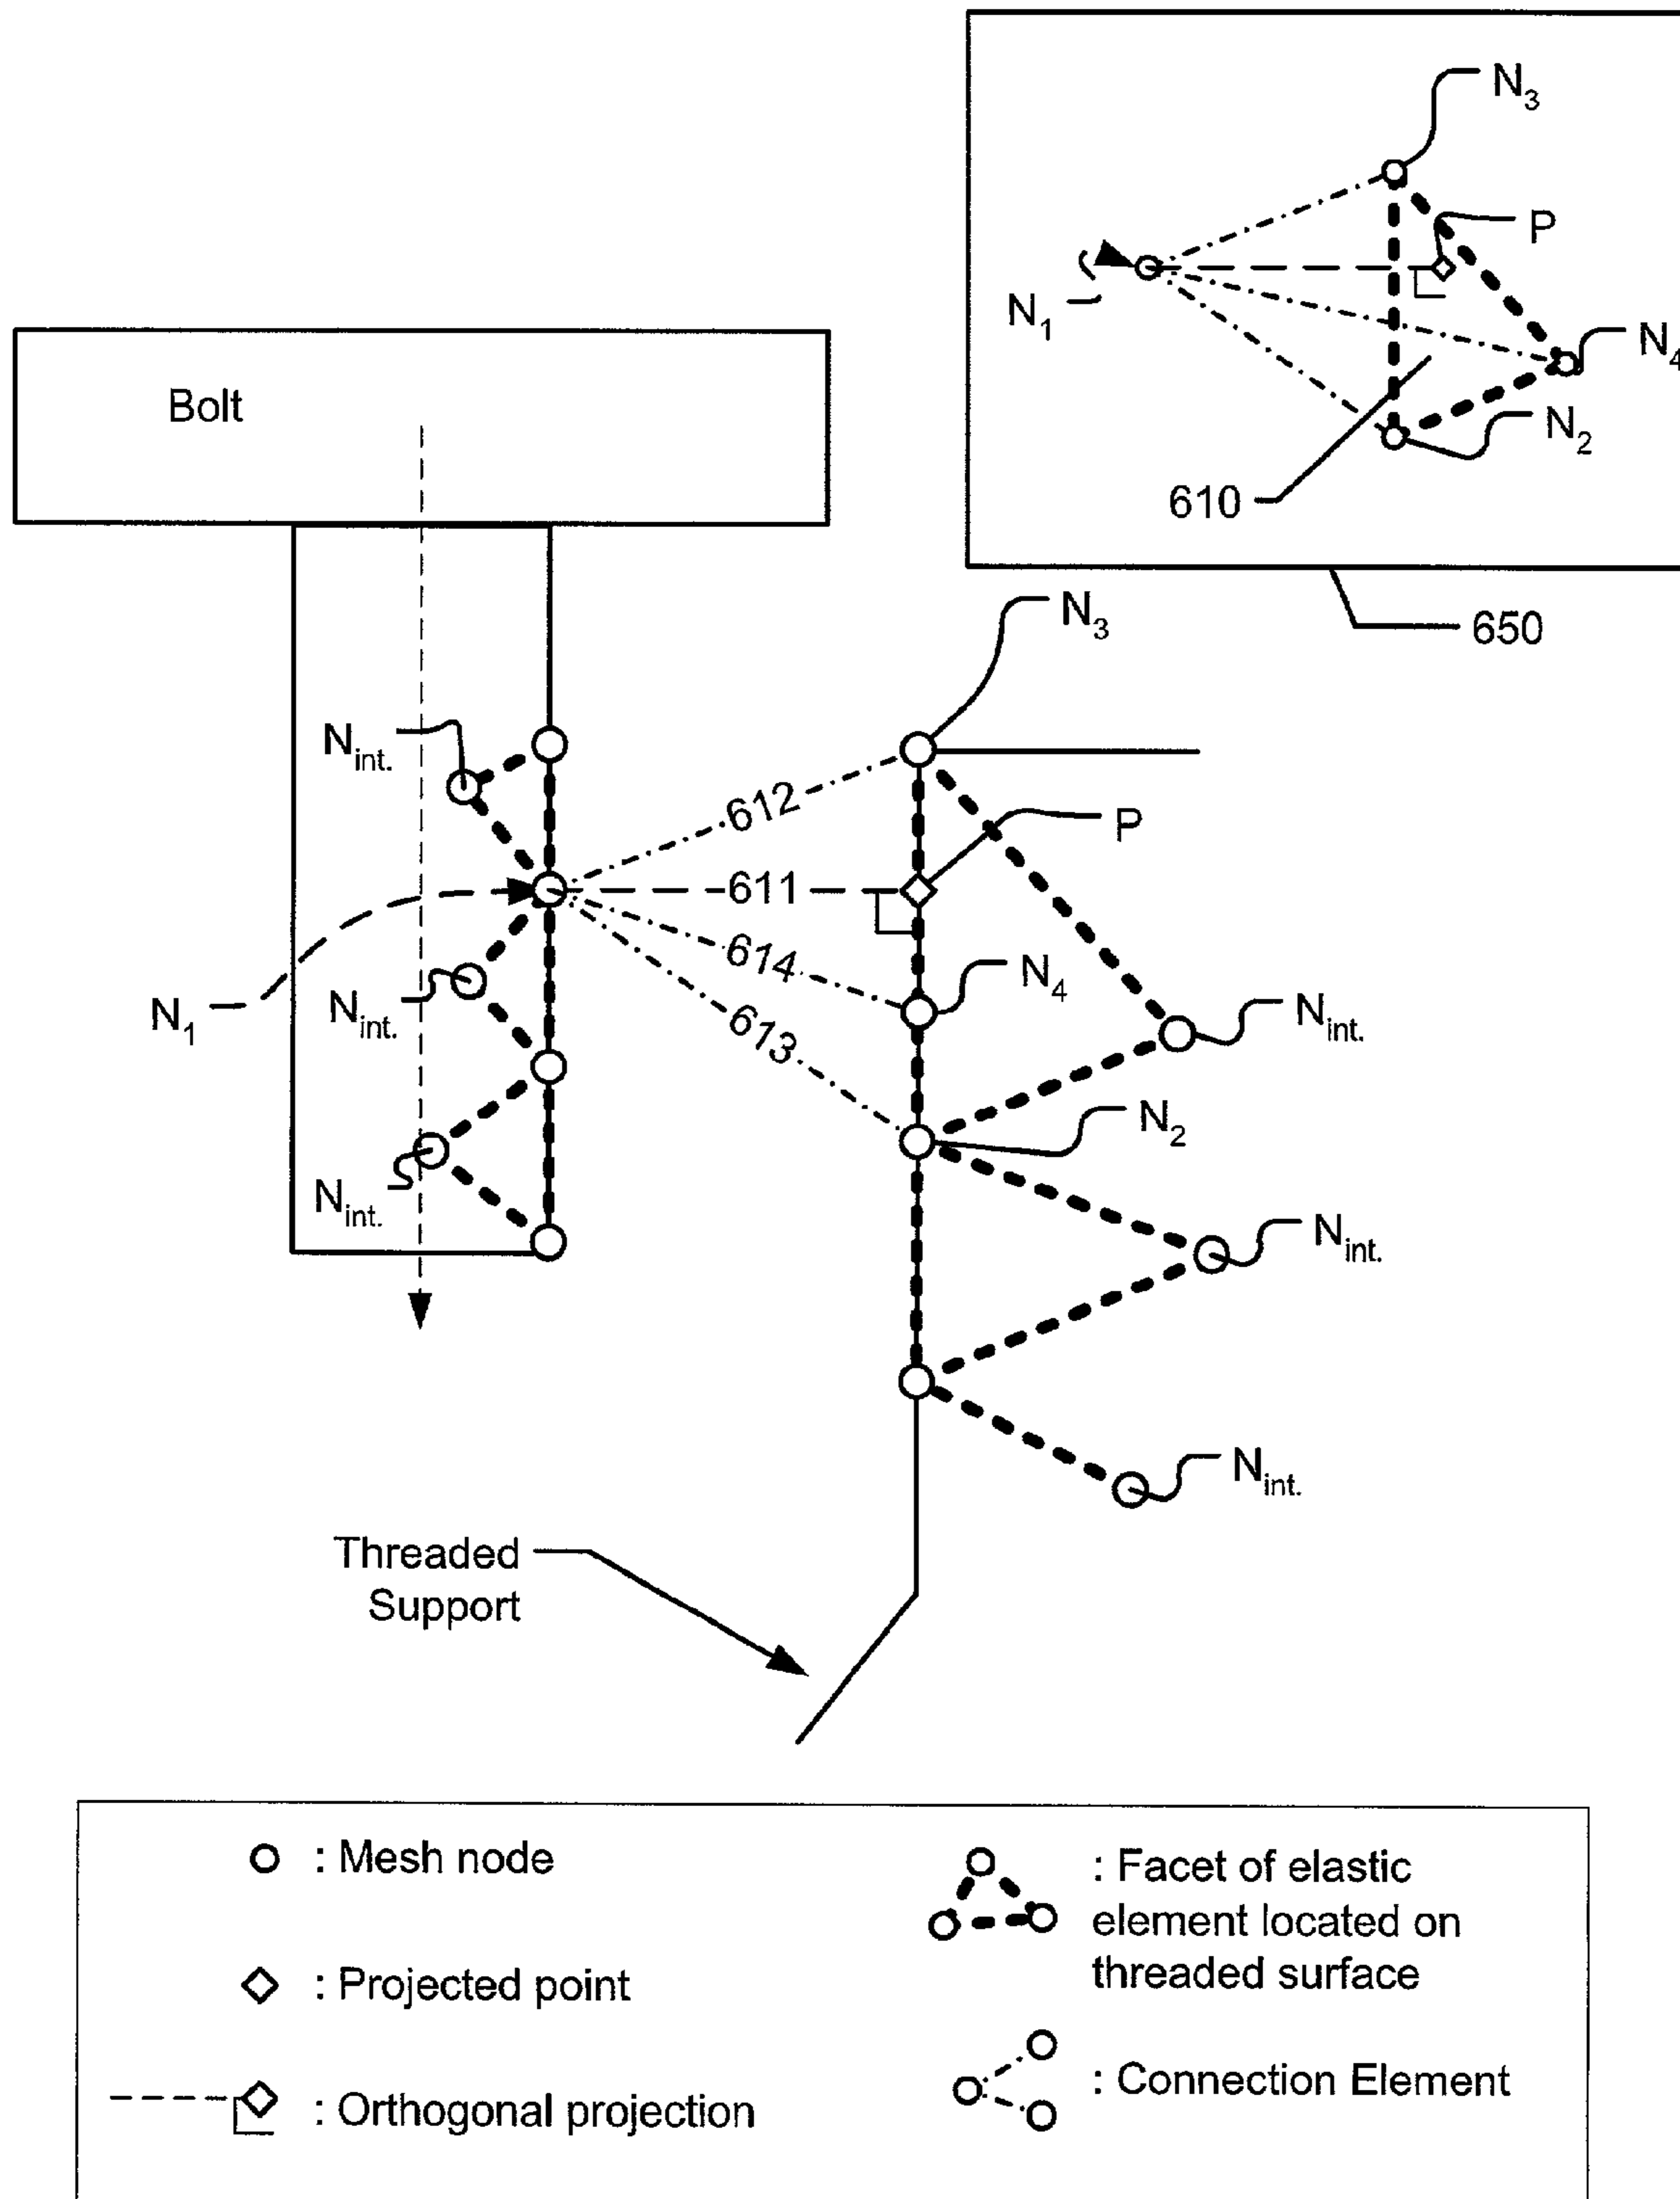 N3
P
N1
N4
N2
610
650
Bolt
N3
Nint.
612
P
611
614
N4
N1
Nint.
613
Nint.
N2
Nint.
Nint.
Nint.
Threaded
Support
: Mesh node
: Projected point
: Orthogonal projection
: Facet of elastic
element located on
threaded surface
: Connection Element